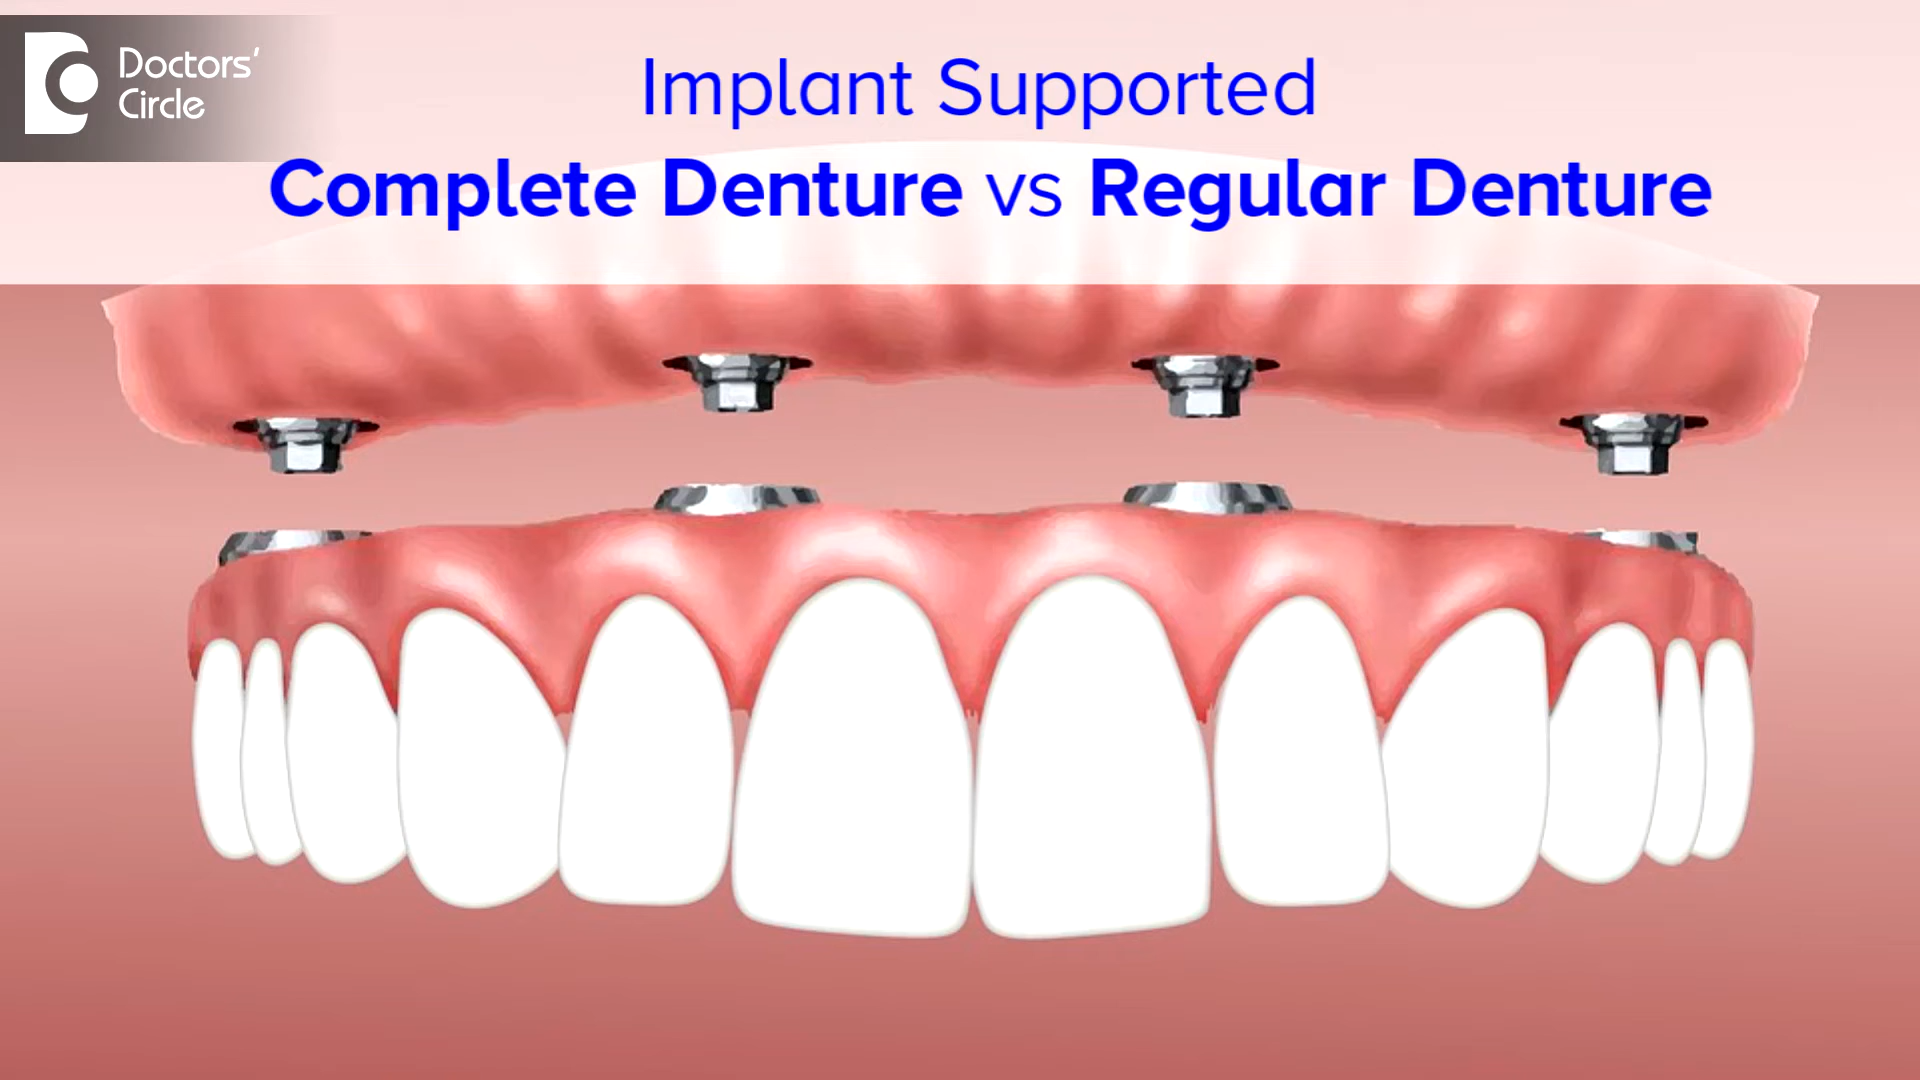 Doctors'
Circle
Implant Supported
Complete Denture vs Regular Denture